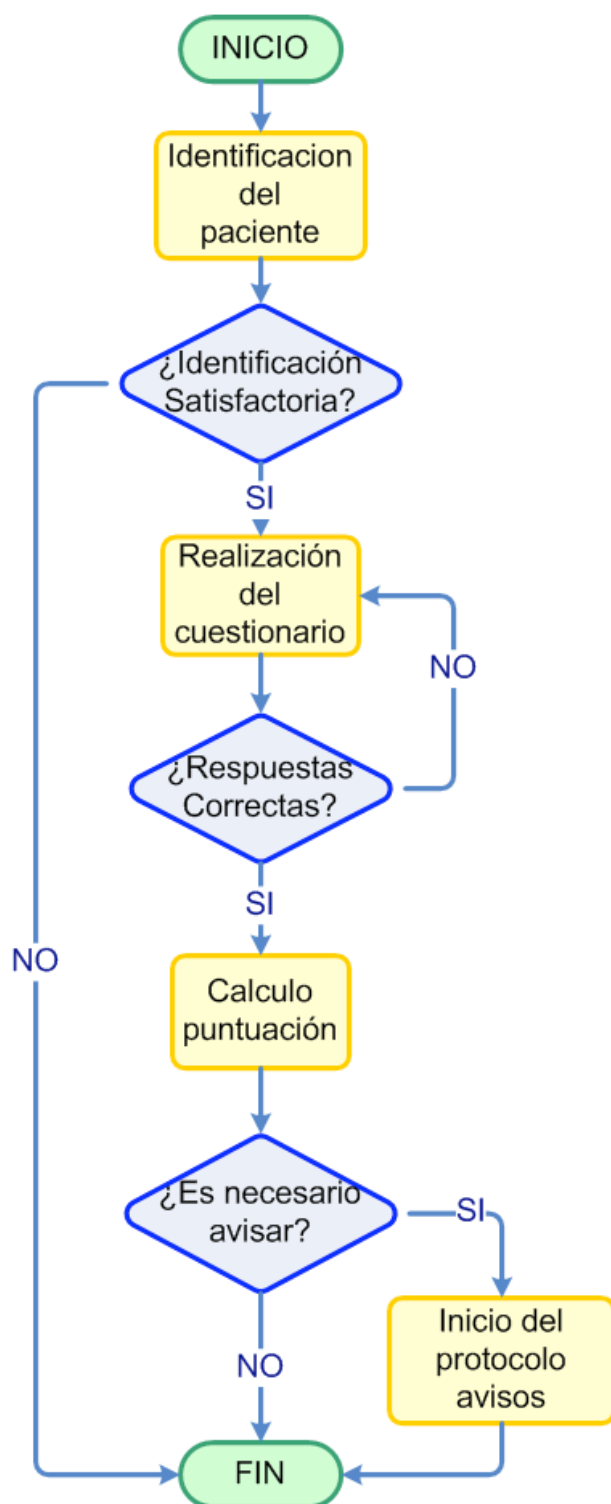 INICIO
Identificacion
del
paciente
¿Identificación
Satisfactoria?
SI
Realización
del
cuestionario
NO
¿Respuestas
Correctas?
SI
NO
Calculo
puntuación
¿Es necesario
avisar?
SI
Inicio del
protocolo
avisos
NO
FIN